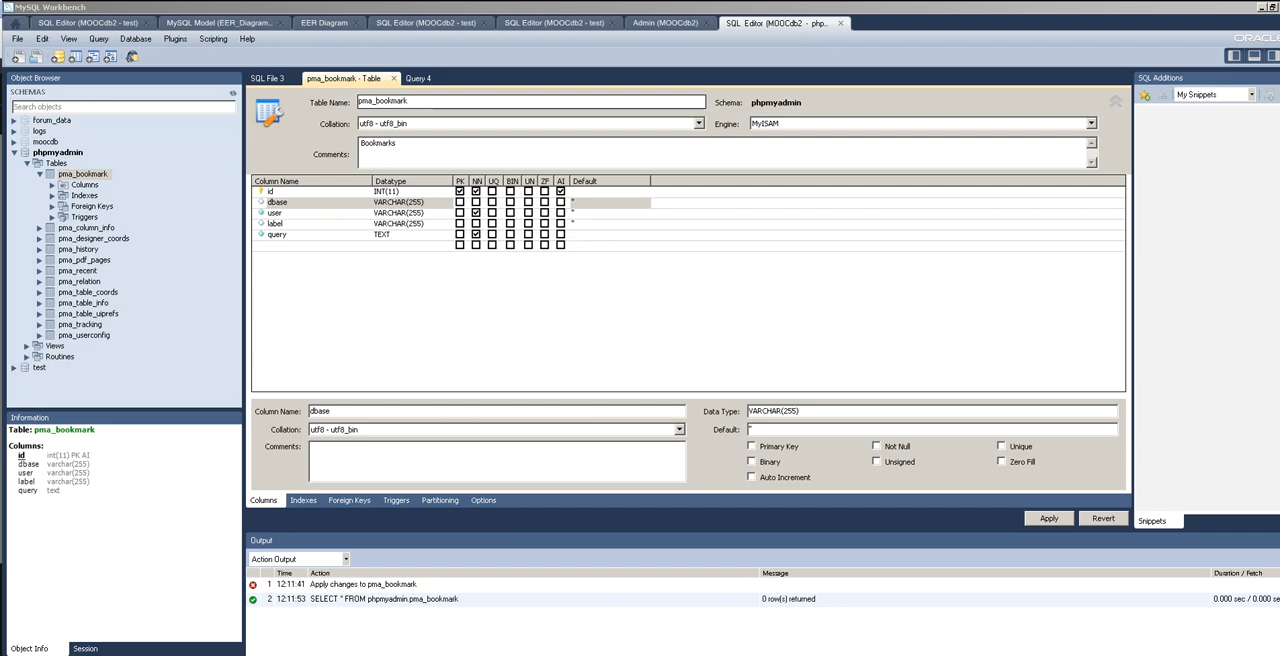 MySQL Workbench
SQL Editor (MOOCdb2 - test)
MySQL Model (EER_Diagram...
EER Diagram
SQL Editor (MOOCdb2 - test)
SQL Editor (MOOCdb2 - test)
Admin (MOOCdb2)
SQL Editor (MOOCdb2 - php...
File Edit View Query Database Plugins Scripting Help
ORACLE
Object Browser
SCHEMAS
Search objects
forum_data
logs
moocdb
phpmyadmin
Tables
pma_bookmark
Columns
Indexes
Foreign Keys
Triggers
pma_column_info
pma_designer_coords
pma_history
pma_pdf_pages
pma_recent
pma_relation
pma_table_coords
pma_table_info
pma_table_uiprefs
pma_tracking
pma_userconfig
Views
Routines
test
Information
Table: pma_bookmark
Columns:
id int(11) PK AI
dbase varchar(255)
user varchar(255)
label varchar(255)
query text
Object Info Session
SQL File 3 pma_bookmark - Table Query 4
Table Name: pma_bookmark Schema: phpmyadmin
Collation: utf8 - utf8_bin Engine: MyISAM
Comments: Bookmarks
Column Name Datatype PK NN UQ BIN UN ZF AI Default
id INT(11)
dbase VARCHAR(255) ''
user VARCHAR(255) ''
label VARCHAR(255) ''
query TEXT
Column Name: dbase Data Type: VARCHAR(255)
Collation: utf8 - utf8_bin Default: ''
Comments: Primary Key Not Null Unique
Binary Unsigned Zero Fill
Auto Increment
Columns Indexes Foreign Keys Triggers Partitioning Options
Apply Revert
Output
Action Output
Time Action Message Duration / Fetch
1 12:11:41 Apply changes to pma_bookmark
2 12:11:53 SELECT * FROM phpmyadmin.pma_bookmark 0 row(s) returned 0.000 sec / 0.000 se
SQL Additions
My Snippets
Snippets